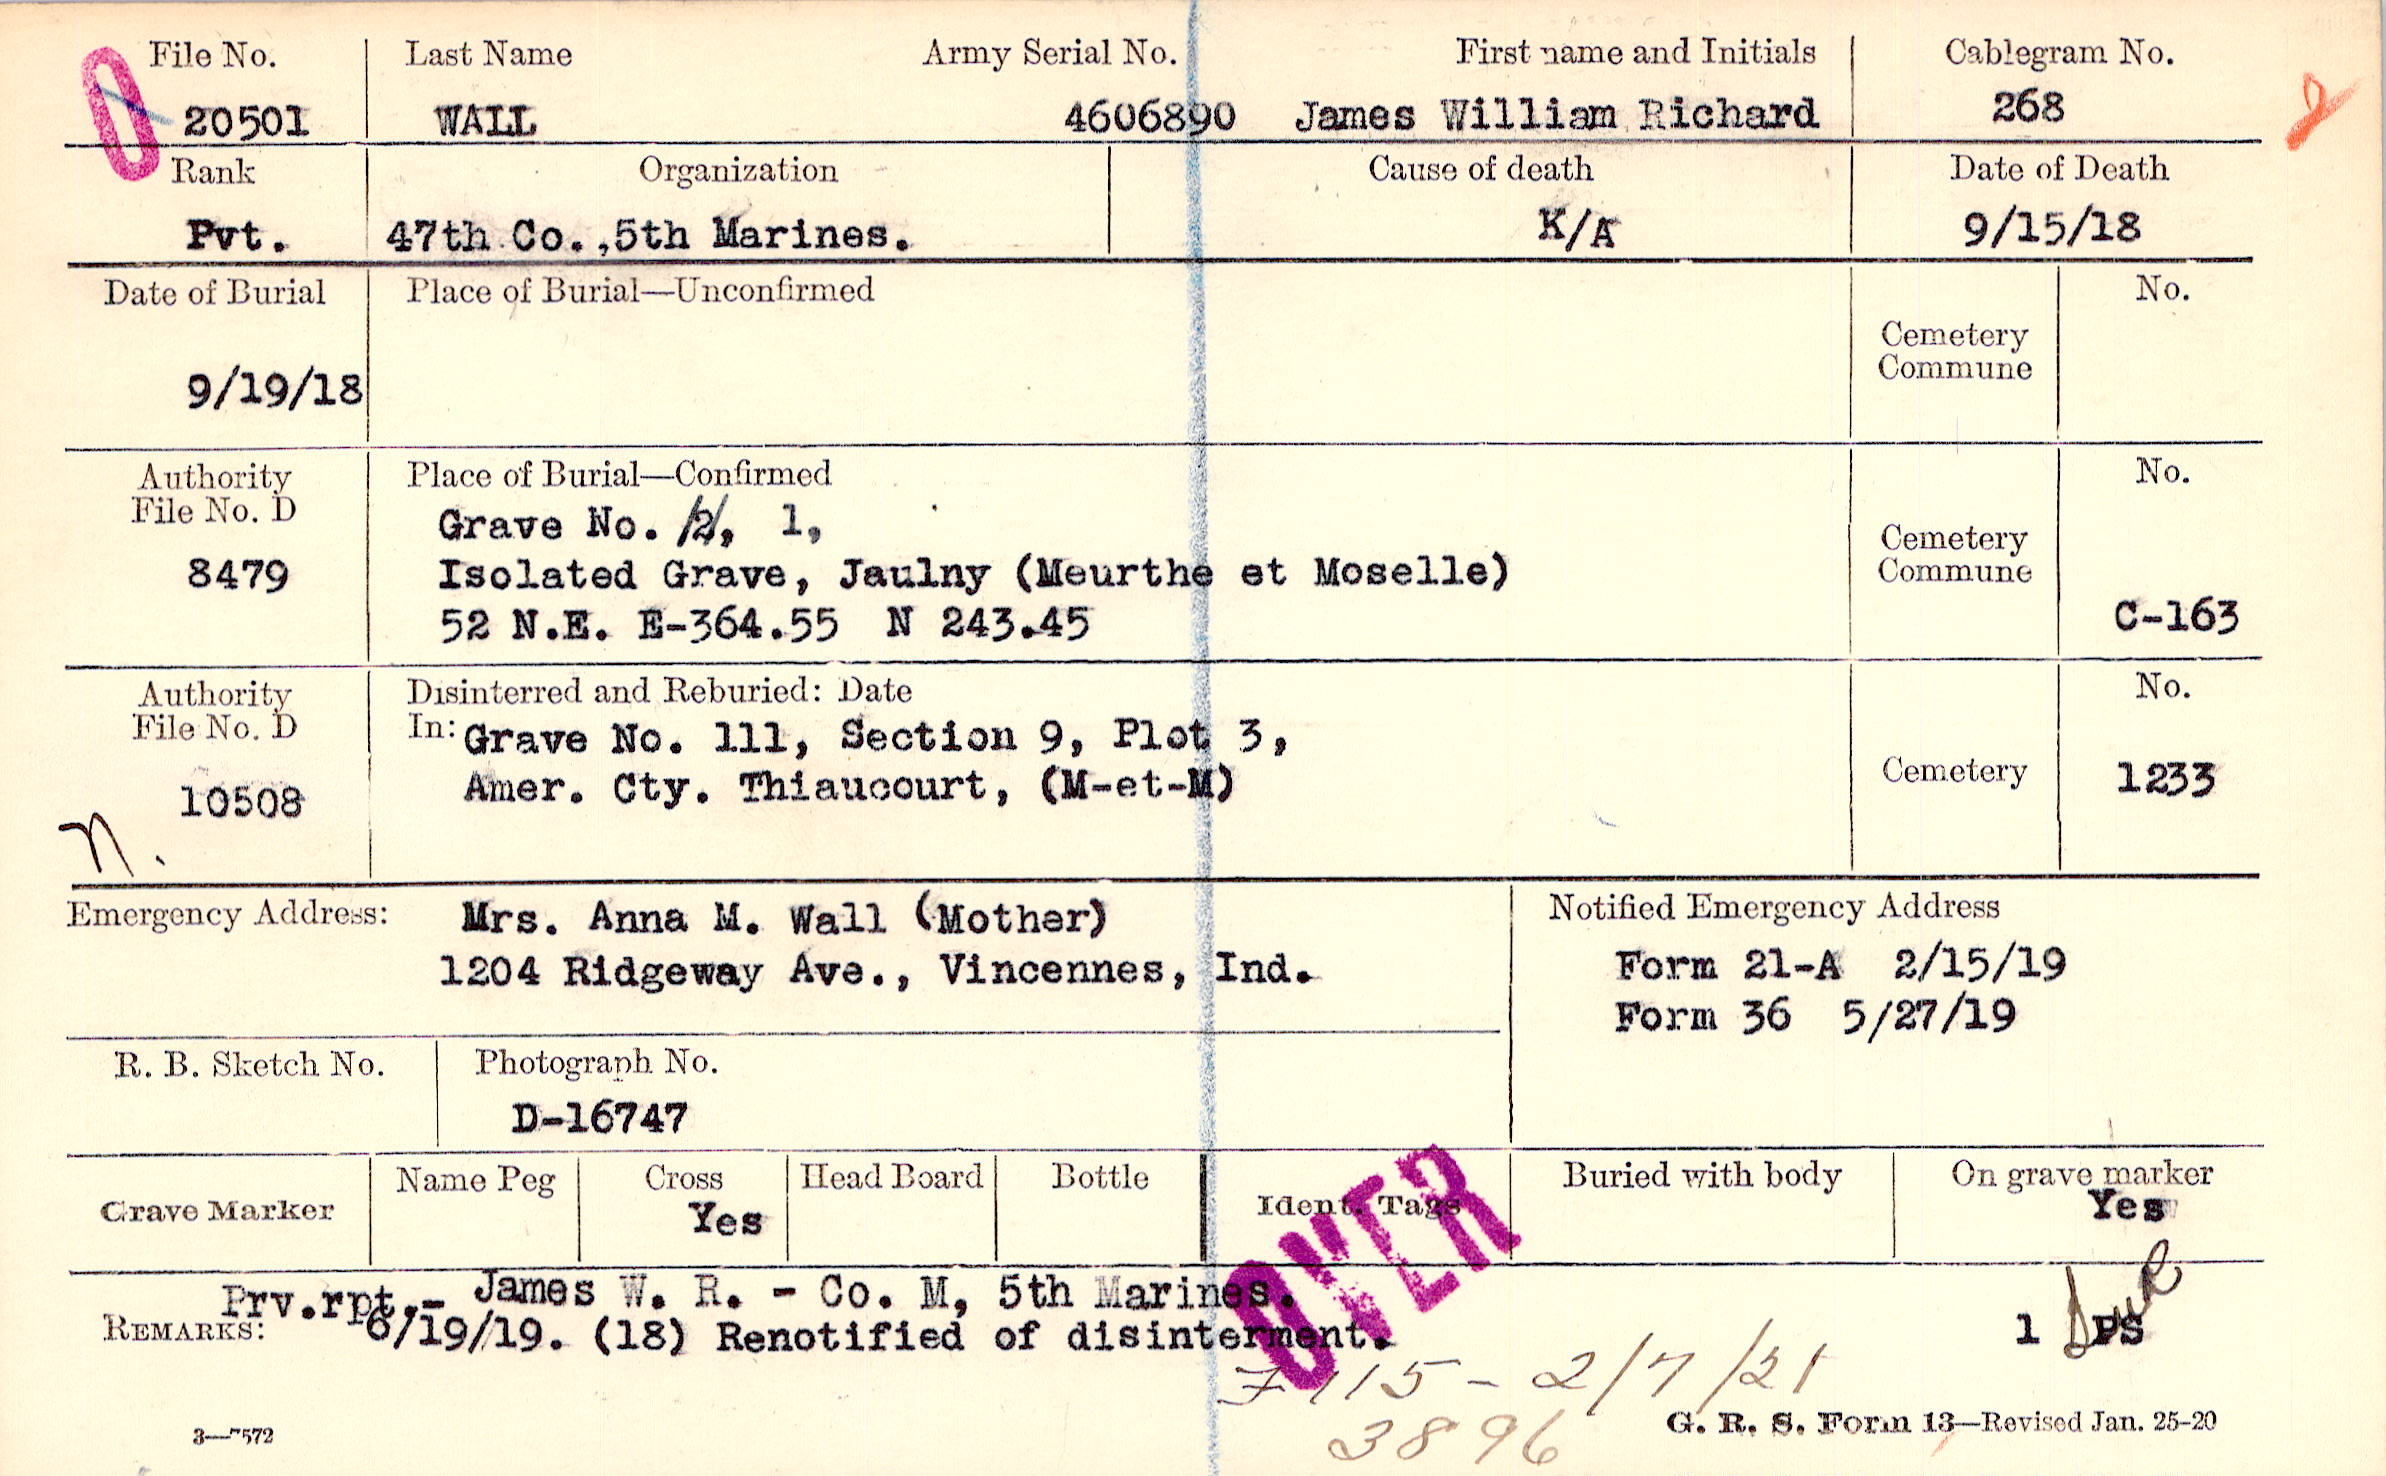 File No. Last Name Army Serial No. First name and Initials Cablegram No.
0 20501 WALL 4606890 James William Richard 268
Rank Organization Cause of death Date of Death
Pvt. 47th Co.,5th Marines. K/A 9/15/18
Date of Burial Place of Burial—Unconfirmed No.
Cemetery
Commune
9/19/18
Authority Place of Burial—Confirmed No.
File No. D Grave No. /2/, 1,
8479 Isolated Grave, Jaulny (Meurthe et Moselle) Cemetery
Commune
52 N.E. E-364.55 N 243.45 C-163
Authority Disinterred and Reburied: Date No.
File No. D In: Grave No. 111, Section 9, Plot 3,
10508 Amer. Cty. Thiaucourt, (M-et-M) Cemetery 1233
N.
Emergency Address: Mrs. Anna M. Wall (Mother) Notified Emergency Address
1204 Ridgeway Ave., Vincennes, Ind. Form 21-A 2/15/19
Form 36 5/27/19
R. B. Sketch No. Photograph No.
D-16747
Grave Marker Name Peg Cross Head Board Bottle Ident. Tags Buried with body On grave marker
Yes Yes
OVER
Prv.rpt.- James W. R. - Co. M, 5th Marines.
REMARKS: 6/19/19. (18) Renotified of disinterment. 1 PS
115 - 2/7/21
3896
3—7572 G. R. S. Form 13—Revised Jan. 25-20